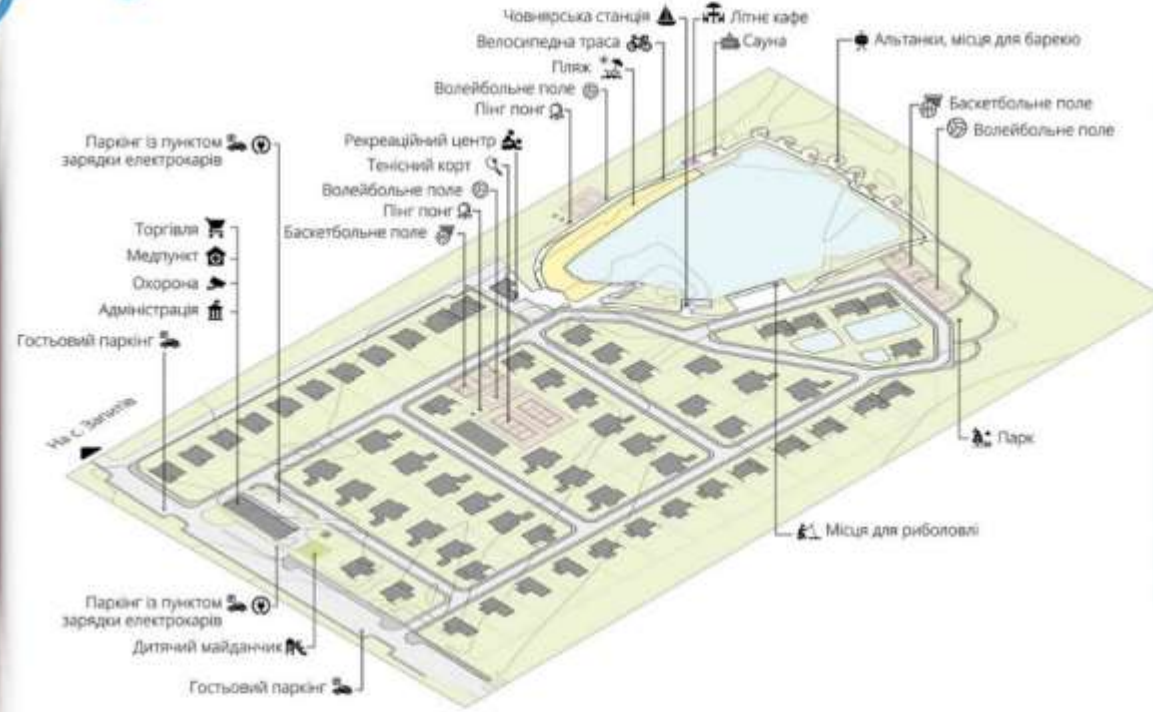 Човнярська станція
Літнє кафе
Велосипедна траса
Сауна
Альтанки, місця для барекю
Пляж
Волейбольне поле
Пінг понг
Баскетбольне поле
Волейбольне поле
Паркінг із пунктом
зарядки електрокарів
Рекреаційний центр
Тенісний корт
Волейбольне поле
Пінг понг
Баскетбольне поле
Торгівля
Медпункт
Охорона
Адміністрація
Гостьовий паркінг
На с. Запитів
Парк
Місця для риболовлі
Паркінг із пунктом
зарядки електрокарів
Дитячий майданчик
Гостьовий паркінг